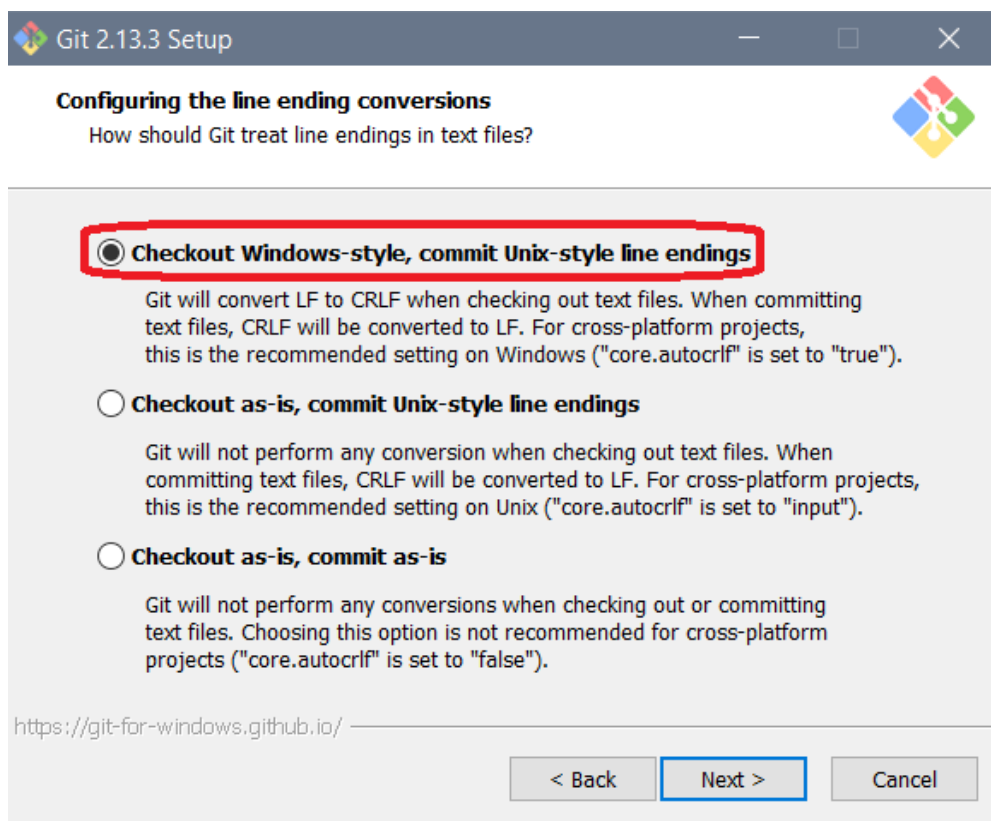 Git 2.13.3 Setup
Configuring the line ending conversions
How should Git treat line endings in text files?
Checkout Windows-style, commit Unix-style line endings
Git will convert LF to CRLF when checking out text files. When committing
text files, CRLF will be converted to LF. For cross-platform projects,
this is the recommended setting on Windows ("core.autocrlf" is set to "true").
Checkout as-is, commit Unix-style line endings
Git will not perform any conversion when checking out text files. When
committing text files, CRLF will be converted to LF. For cross-platform projects,
this is the recommended setting on Unix ("core.autocrlf" is set to "input").
Checkout as-is, commit as-is
Git will not perform any conversions when checking out or committing
text files. Choosing this option is not recommended for cross-platform
projects ("core.autocrlf" is set to "false").
https://git-for-windows.github.io/
< Back
Next >
Cancel